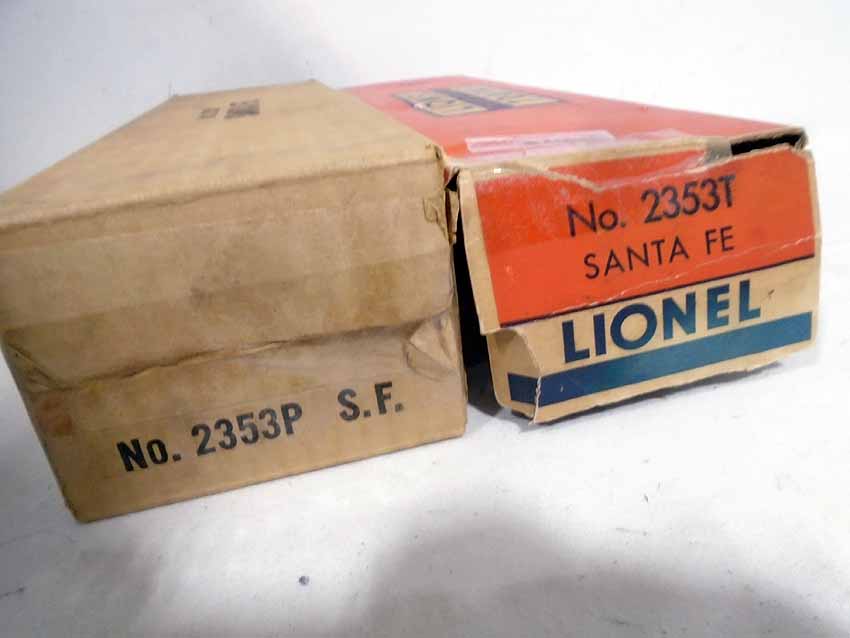 No. 2353P S.F.
No. 2353T
SANTA FE
LIONEL